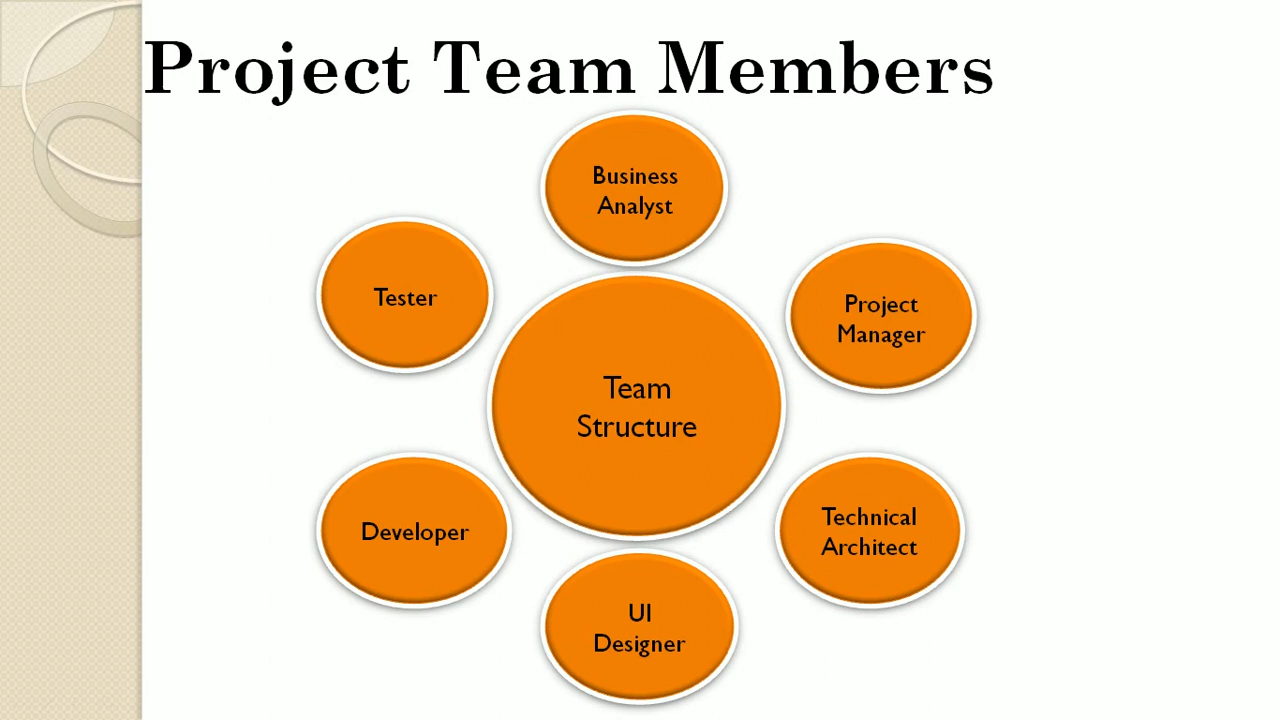 Project Team Members
Business
Analyst
Tester
Project
Manager
Team
Structure
Developer
Technical
Architect
UI
Designer